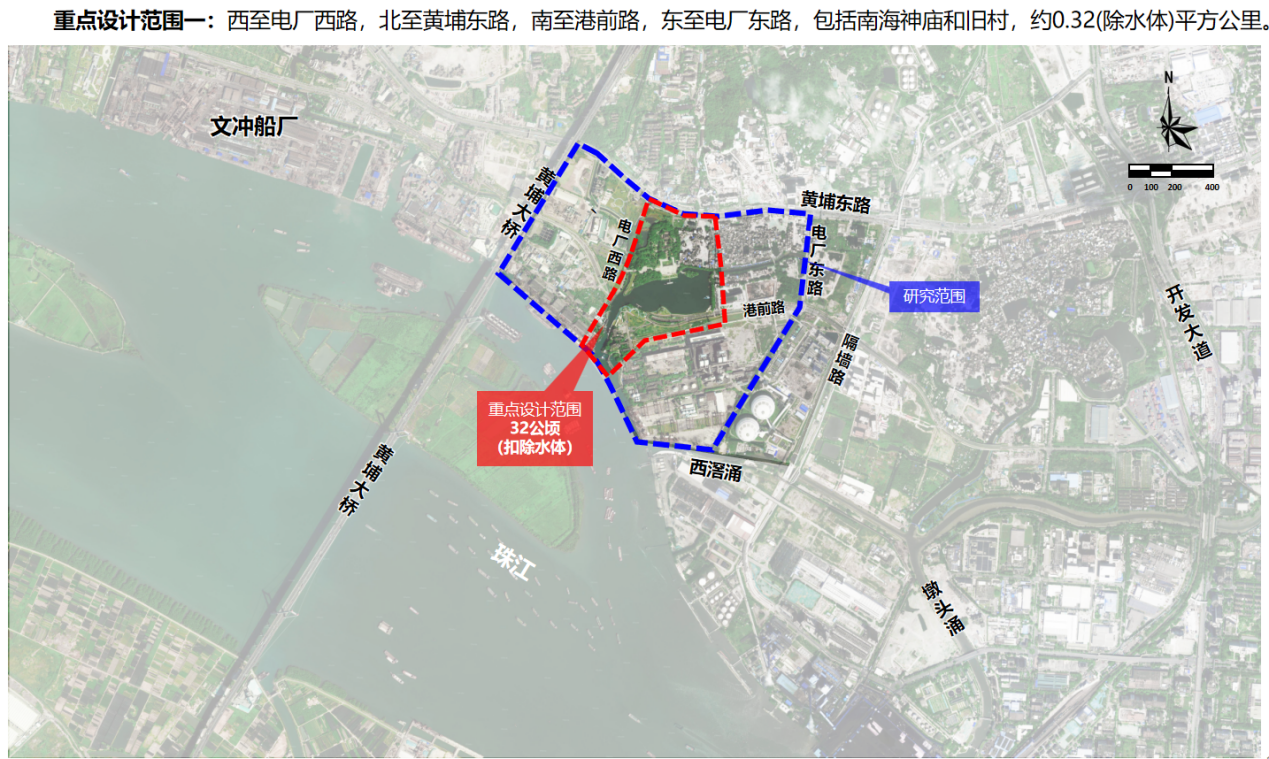 重点设计范围一：西至电厂西路，北至黄埔东路，南至港前路，东至电厂东路，包括南海神庙和旧村，约0.32(除水体)平方公里。
文冲船厂
N
0 100 200 400
黄埔大桥
黄埔东路
电厂西路
电厂东路
研究范围
港前路
开发大道
隔墙路
重点设计范围
32公顷
（扣除水体）
西滘涌
黄埔大桥
珠江
墩头涌